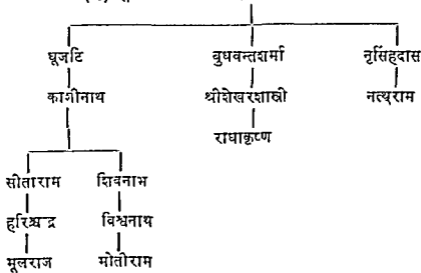 धूर्जटि बुधवन्तशर्मा नृसिंहदास
काशीनाथ श्रीशेखरशास्त्री नत्थूराम
राधाकृष्ण
सीताराम शिवनाभ
हरिश्चन्द्र विश्वनाथ
मूलराज मोतीराम